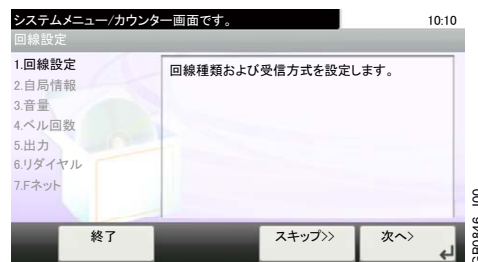 システムメニュー/カウンター画面です。
10:10
回線設定
1.回線設定
2.自局情報
3.音量
4.ベル回数
5.出力
6.リダイヤル
7.Fネット
回線種類および受信方式を設定します。
終了
スキップ>>
次へ>